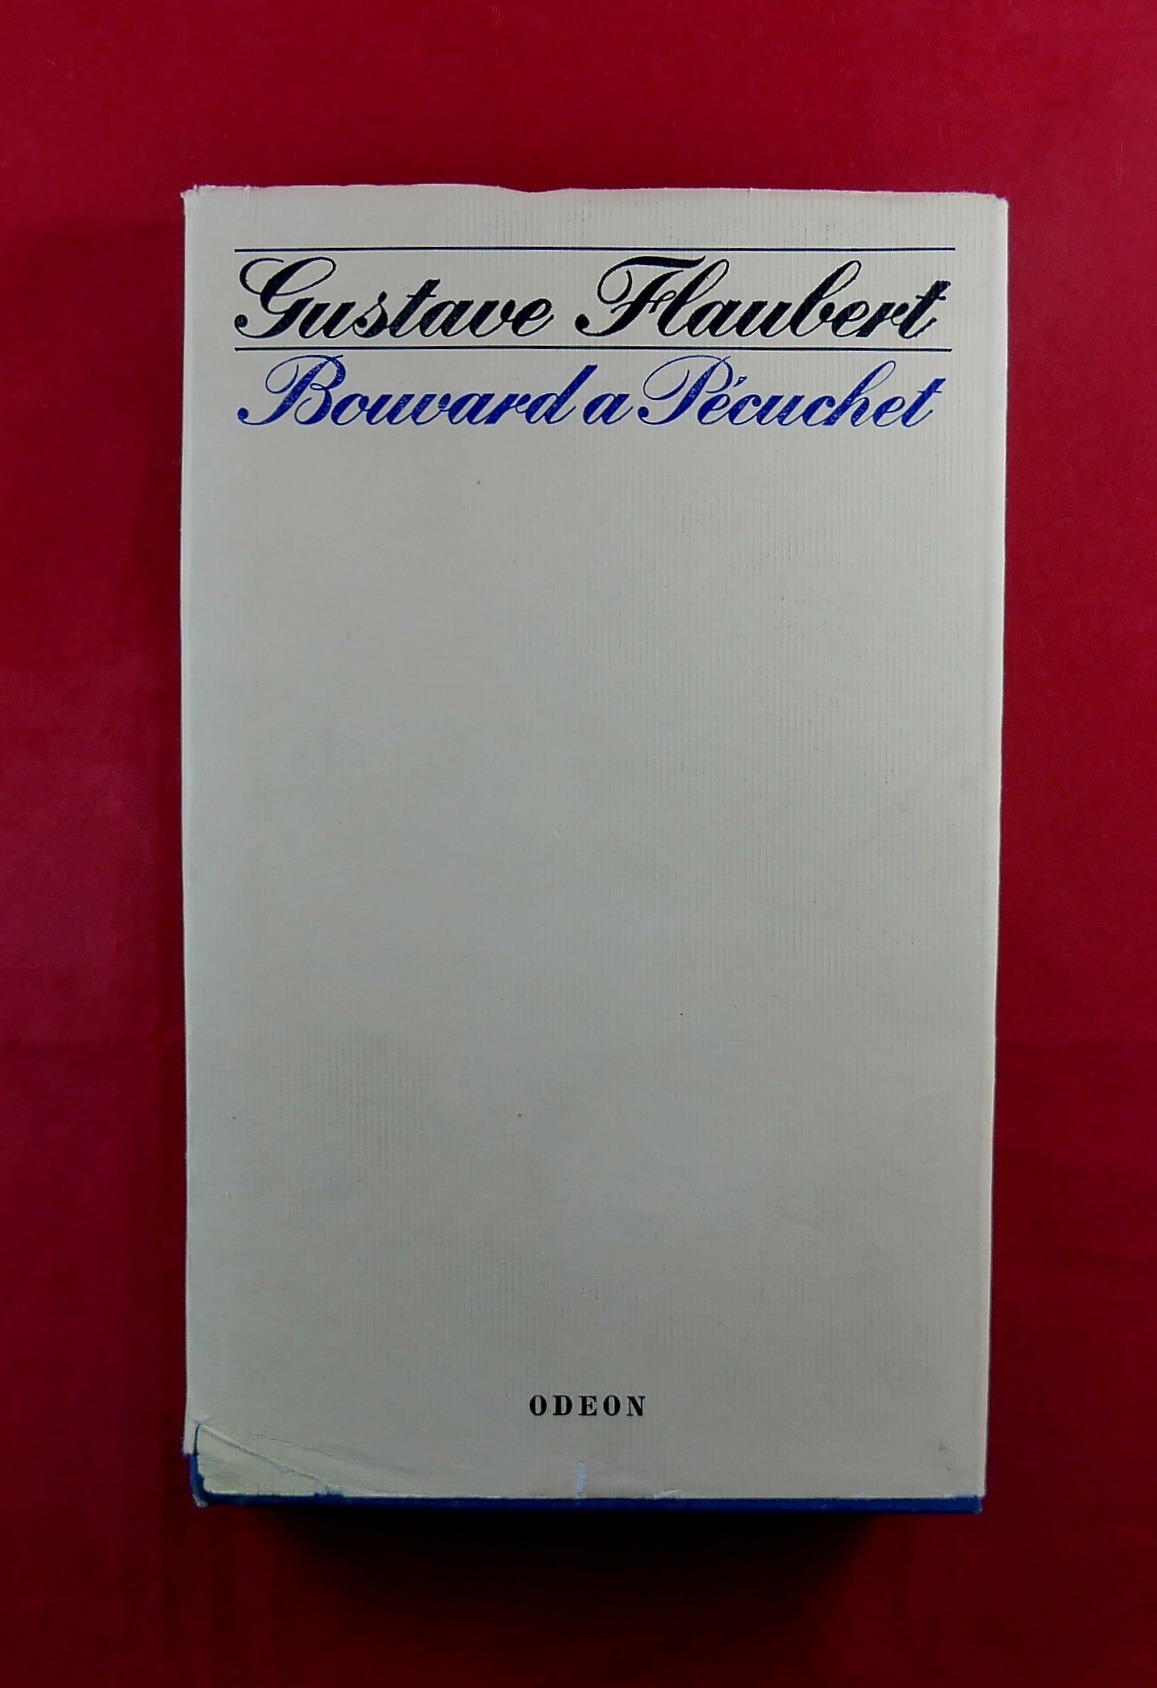 Gustave Flaubert
Bouvard a Pécuchet
ODEON